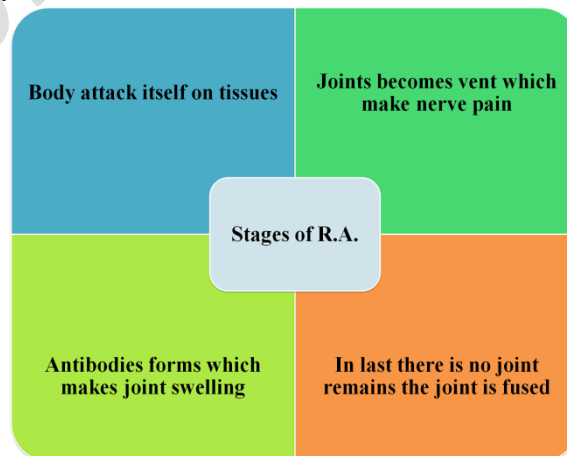 Body attack itself on tissues
Joints becomes vent which
make nerve pain
Stages of R.A.
Antibodies forms which
makes joint swelling
In last there is no joint
remains the joint is fused